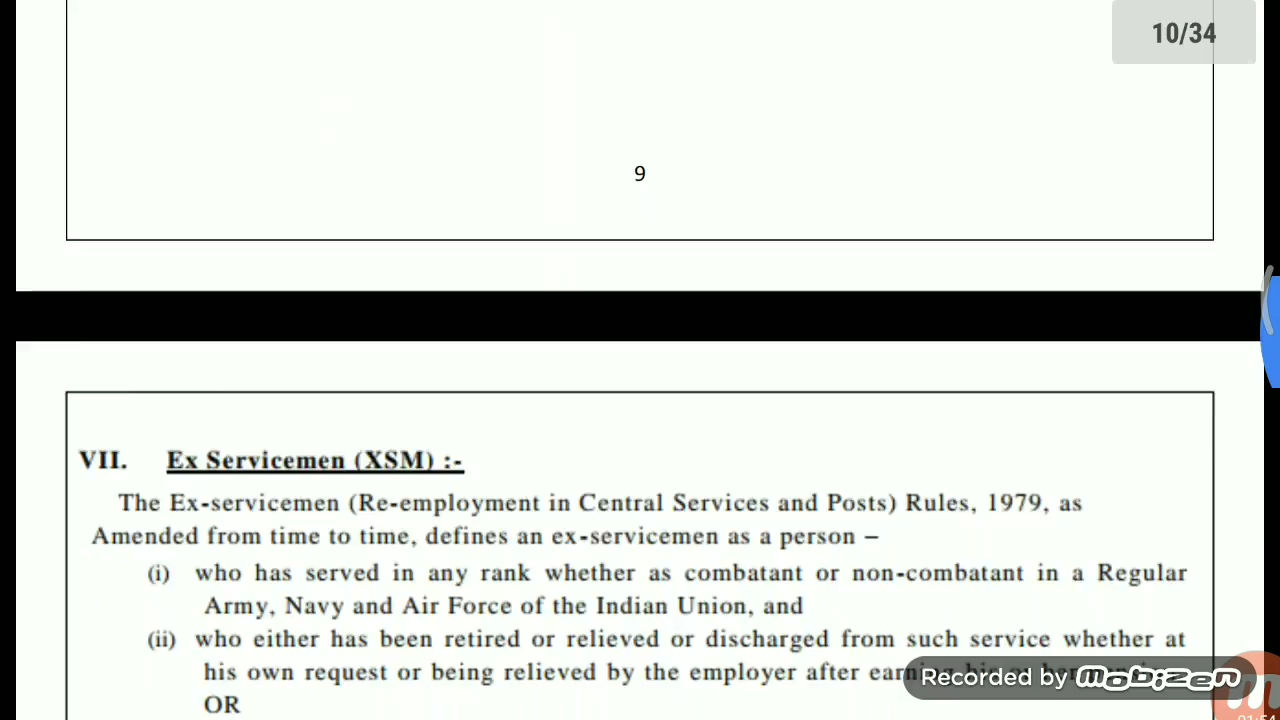 10/34
9
VII. Ex Servicemen (XSM) :-
The Ex-servicemen (Re-employment in Central Services and Posts) Rules, 1979, as
Amended from time to time, defines an ex-servicemen as a person –
(i) who has served in any rank whether as combatant or non-combatant in a Regular
Army, Navy and Air Force of the Indian Union, and
(ii) who either has been retired or relieved or discharged from such service whether at
his own request or being relieved by the employer after
OR
Recorded by mobizen